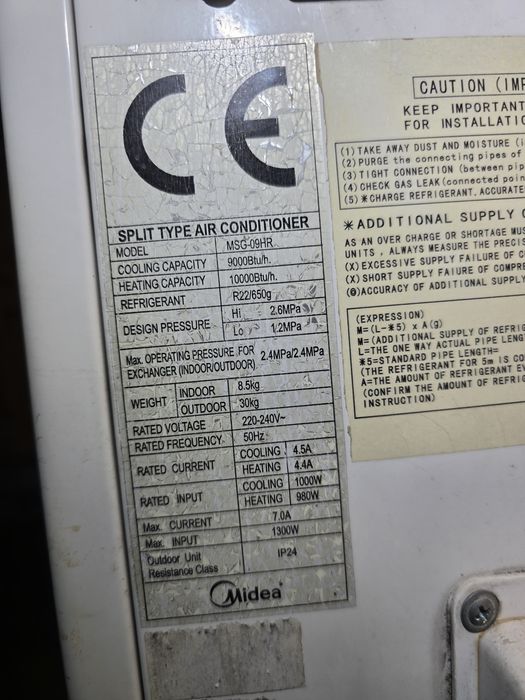 CE
SPLIT TYPE AIR CONDITIONER
MODEL MSG-09HR
COOLING CAPACITY 9000Btu/h.
HEATING CAPACITY 10000Btu/h.
REFRIGERANT R22/650g
DESIGN PRESSURE Hi 2.6MPa
Lo 1.2MPa
Max. OPERATING PRESSURE FOR
EXCHANGER (INDOOR/OUTDOOR) 2.4MPa/2.4MPa
WEIGHT INDOOR 8.5kg
OUTDOOR 30kg
RATED VOLTAGE 220-240V~
RATED FREQUENCY 50Hz
RATED CURRENT COOLING 4.5A
HEATING 4.4A
RATED INPUT COOLING 1000W
HEATING 980W
Max. CURRENT 7.0A
Max. INPUT 1300W
Outdoor Unit
Resistance Class IP24
Midea
CAUTION
KEEP IMPORTANT
FOR INSTALLATIO
(1) TAKE AWAY DUST AND MOISTURE
(2) PURGE the connecting pipes of
(3) TIGHT CONNECTION (between pip
(4) CHECK GAS LEAK (connected poin
(5) *CHARGE REFRIGERANT, ACCURATE
*ADDITIONAL SUPPLY
AS AN OVER CHARGE OR SHORTAGE MUS
UNITS , ALWAYS MEASURE THE PRECIS
(X) EXCESSIVE SUPPLY FAILURE OF C
(X) SHORT SUPPLY FAIURE OF COMPRE
ACCURACY OF ADDITIONAL SUPPLY
(EXPRESSION)
M=(L-*5) x A(g)
M=(ADDITIONAL SUPPLY OF REFRIG
L=THE ONE WAY ACTUAL PIPE LENG
*5=STANDARD PIPE LENGTH=
(THE REFRIGERANT FOR 5m IS CO
A=THE AMOUNT OF REFRIGERANT EV
(CONFIRM THE AMOUNT OF REFRIG
INSTRUCTION)